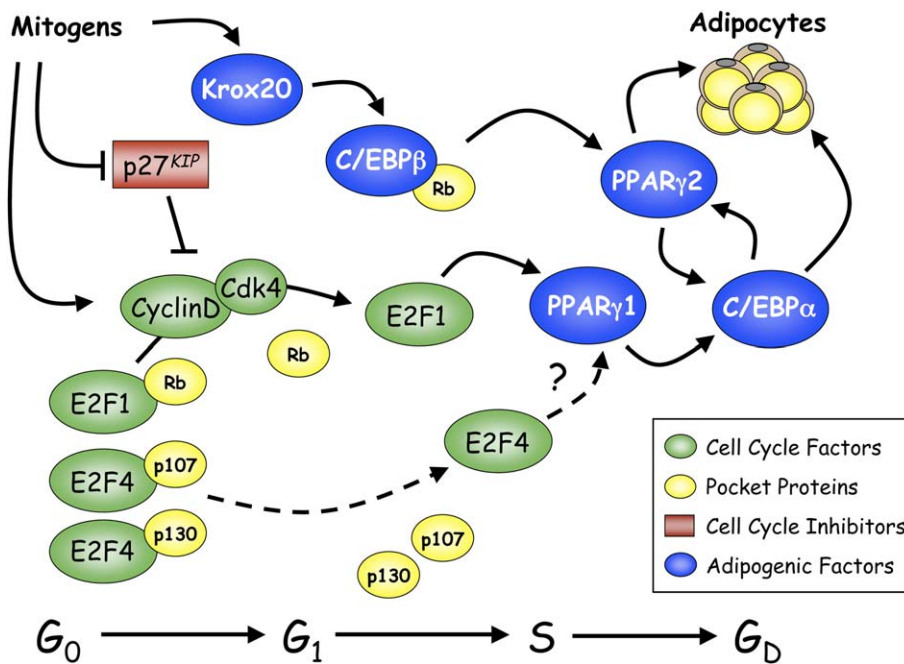 Mitogens
Adipocytes
Krox20
C/EBPβ
Rb
p27KIP
PPARγ2
CyclinD
Cdk4
E2F1
PPARγ1
C/EBPα
Rb
E2F1
Rb
?
E2F4
p107
E2F4
E2F4
p130
p107
p130
Cell Cycle Factors
Pocket Proteins
Cell Cycle Inhibitors
Adipogenic Factors
G0
G1
S
GD